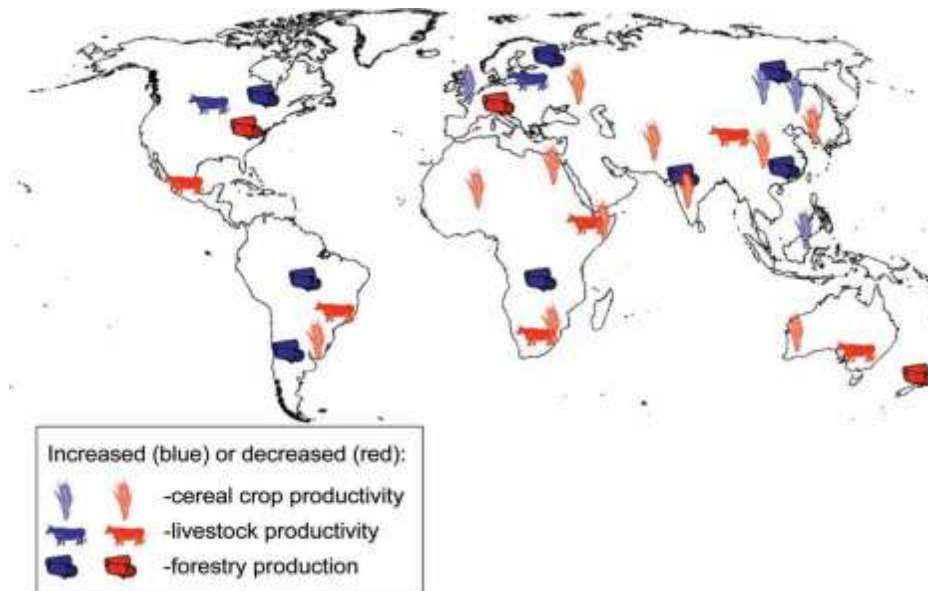 Increased (blue) or decreased (red):
-cereal crop productivity
-livestock productivity
-forestry production